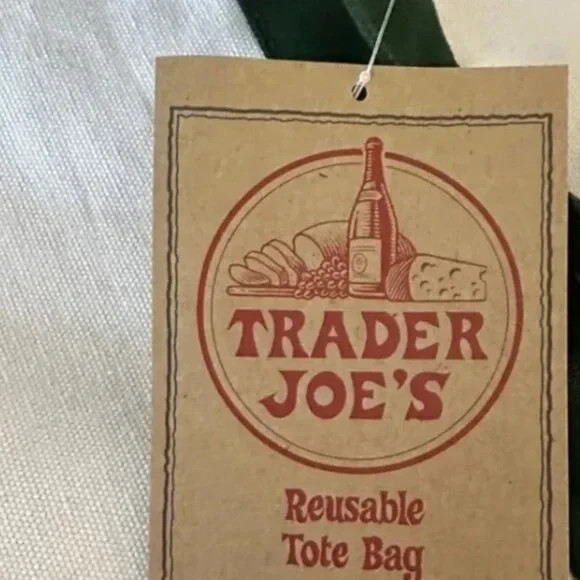 TRADER
JOE'S
Reusable
Tote Bag